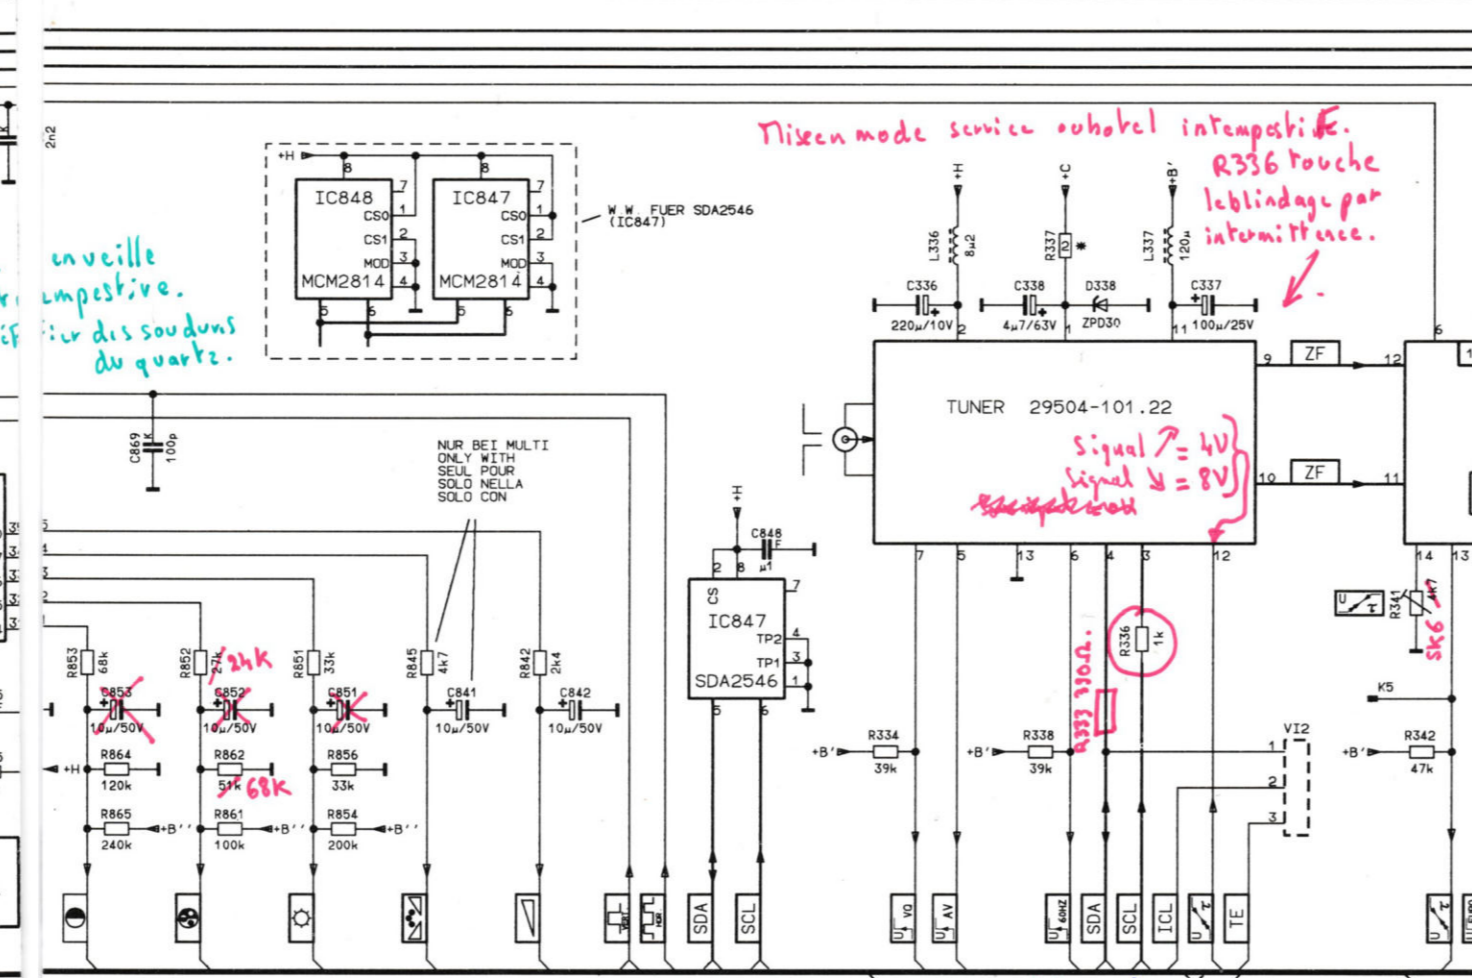 2n2
Mise en mode service ou hotel intempestiF.
R336 touche
le blindage par
intermittence.
+H
8
8
IC848
7
CS0 1
CS1 2
MOD 3
MCM2814 4
5 6
IC847
7
CS0 1
CS1 2
MOD 3
MCM2814 4
5 6
W.W. FUER SDA2546
(IC847)
en veille
intempestive.
des soudures
du quartz.
+H
+C
+B'
L336
8µ2
R337
2
*
L337
120µ
C336
220µ/10V
C338
4µ7/63V
D338
ZPD30
C337
100µ/25V
2
1
11
6
9
ZF
12
TUNER 29504-101.22
Signal ↗ = 4V
Signal ↘ = 8V
10
ZF
11
C869
K
100p
NUR BEI MULTI
ONLY WITH
SEUL POUR
SOLO NELLA
SOLO CON
+H
C848
F
µ1
2 8
CS
7
IC847
TP2 4
TP1 3
SDA2546 1
5 6
7 5 13 6 4 3 12
14 13
R853
68k
R852
27k
24K
R851
33k
R845
4k7
R842
2k4
C853
10µ/50V
C852
10µ/50V
C851
10µ/50V
C841
10µ/50V
C842
10µ/50V
+H
R864
120k
R862
51k
68K
R856
33k
R865
240k
+B''
R861
100k
+B''
R854
200k
+B''
R336
1k
R333 330Ω.
R341
4k7
5K6
K5
+B'
R334
39k
+B'
R338
39k
VI2
1
2
3
+B'
R342
47k
VERT.
HOR
SDA
SCL
U VQ
U AV
U 60HZ
SDA
SCL
ICL
U τ
TE
U τ